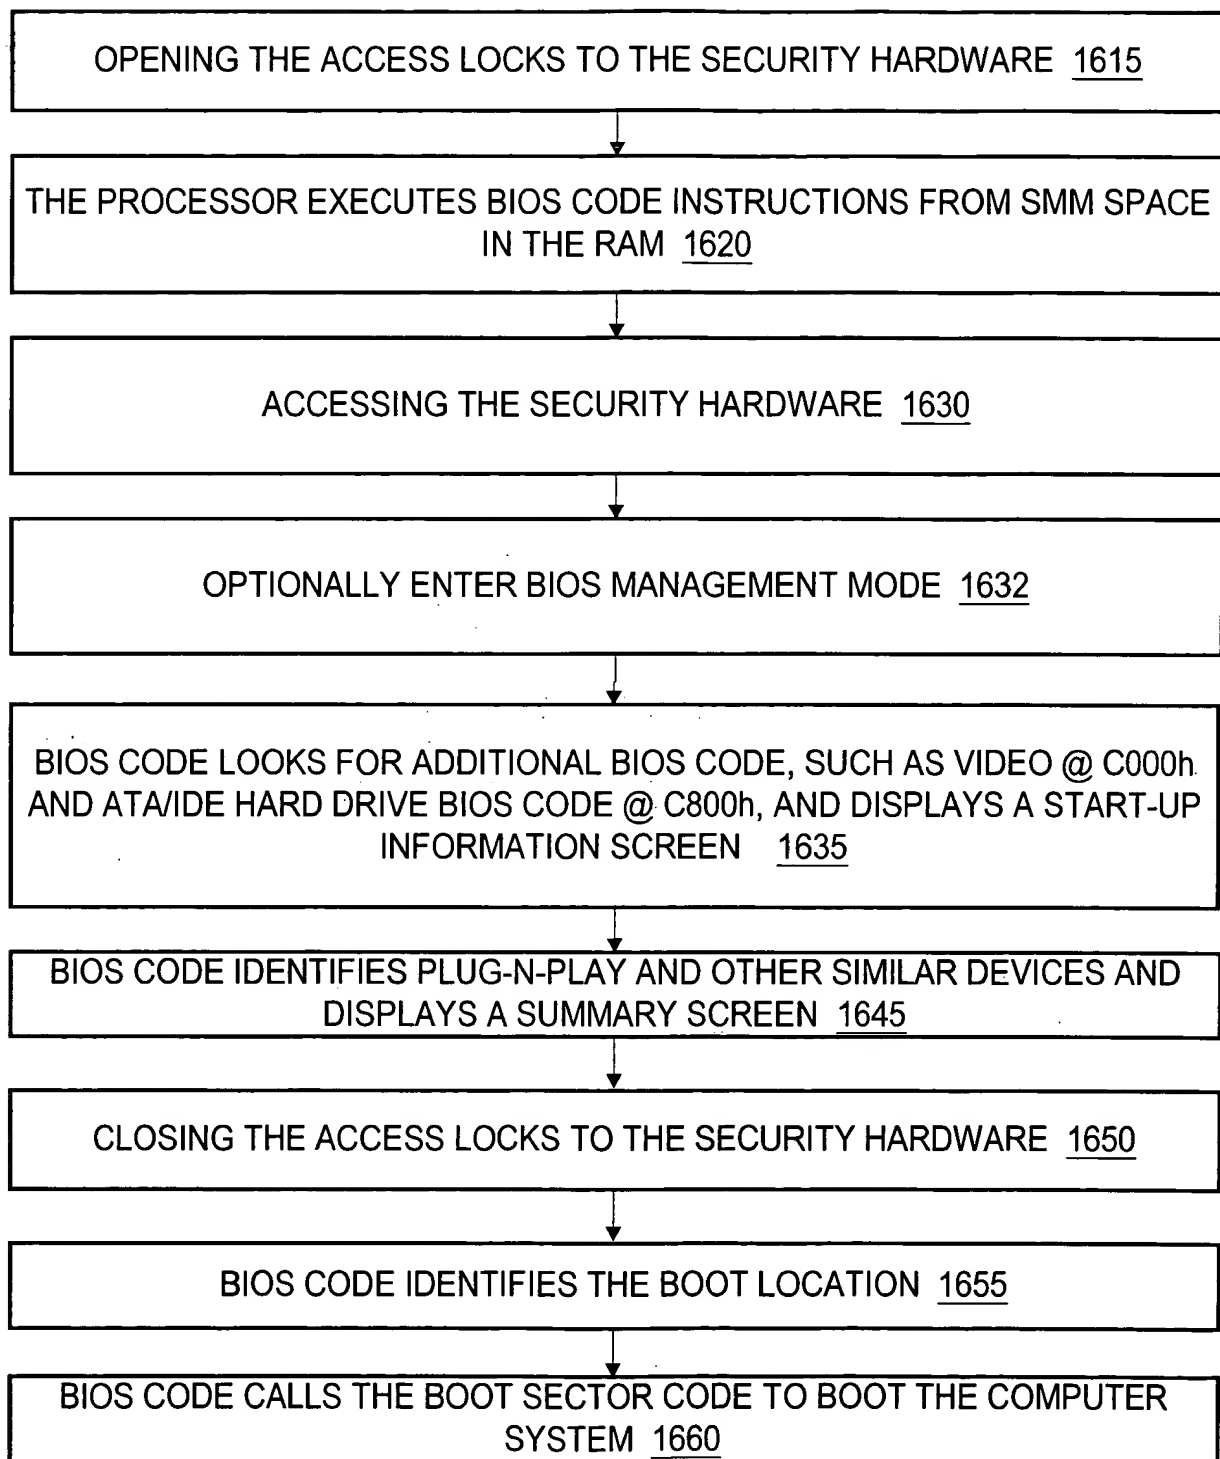 OPENING THE ACCESS LOCKS TO THE SECURITY HARDWARE 1615
THE PROCESSOR EXECUTES BIOS CODE INSTRUCTIONS FROM SMM SPACE
IN THE RAM 1620
ACCESSING THE SECURITY HARDWARE 1630
OPTIONALLY ENTER BIOS MANAGEMENT MODE 1632
BIOS CODE LOOKS FOR ADDITIONAL BIOS CODE, SUCH AS VIDEO @ C000h
AND ATA/IDE HARD DRIVE BIOS CODE @ C800h, AND DISPLAYS A START-UP
INFORMATION SCREEN 1635
BIOS CODE IDENTIFIES PLUG-N-PLAY AND OTHER SIMILAR DEVICES AND
DISPLAYS A SUMMARY SCREEN 1645
CLOSING THE ACCESS LOCKS TO THE SECURITY HARDWARE 1650
BIOS CODE IDENTIFIES THE BOOT LOCATION 1655
BIOS CODE CALLS THE BOOT SECTOR CODE TO BOOT THE COMPUTER
SYSTEM 1660